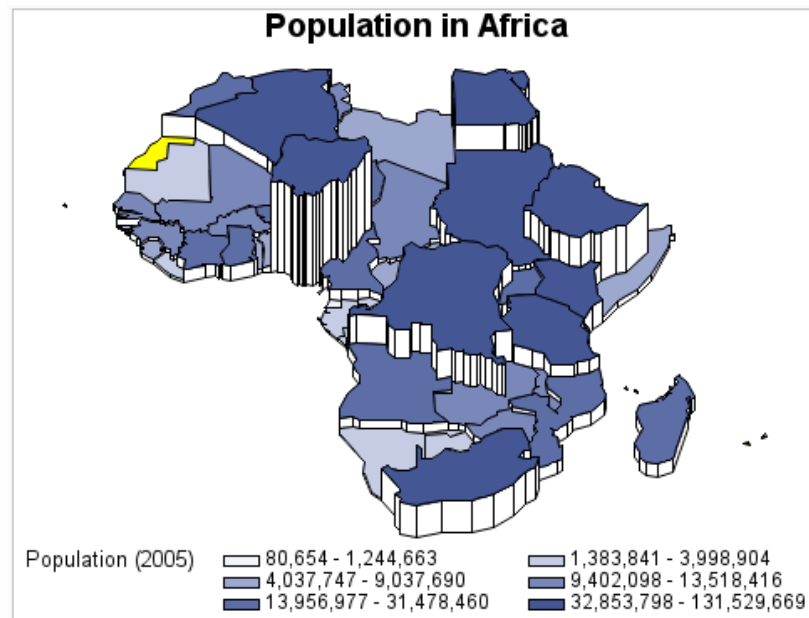 Population in Africa
Population (2005) 80,654 - 1,244,663 1,383,841 - 3,998,904
4,037,747 - 9,037,690 9,402,098 - 13,518,416
13,956,977 - 31,478,460 32,853,798 - 131,529,669